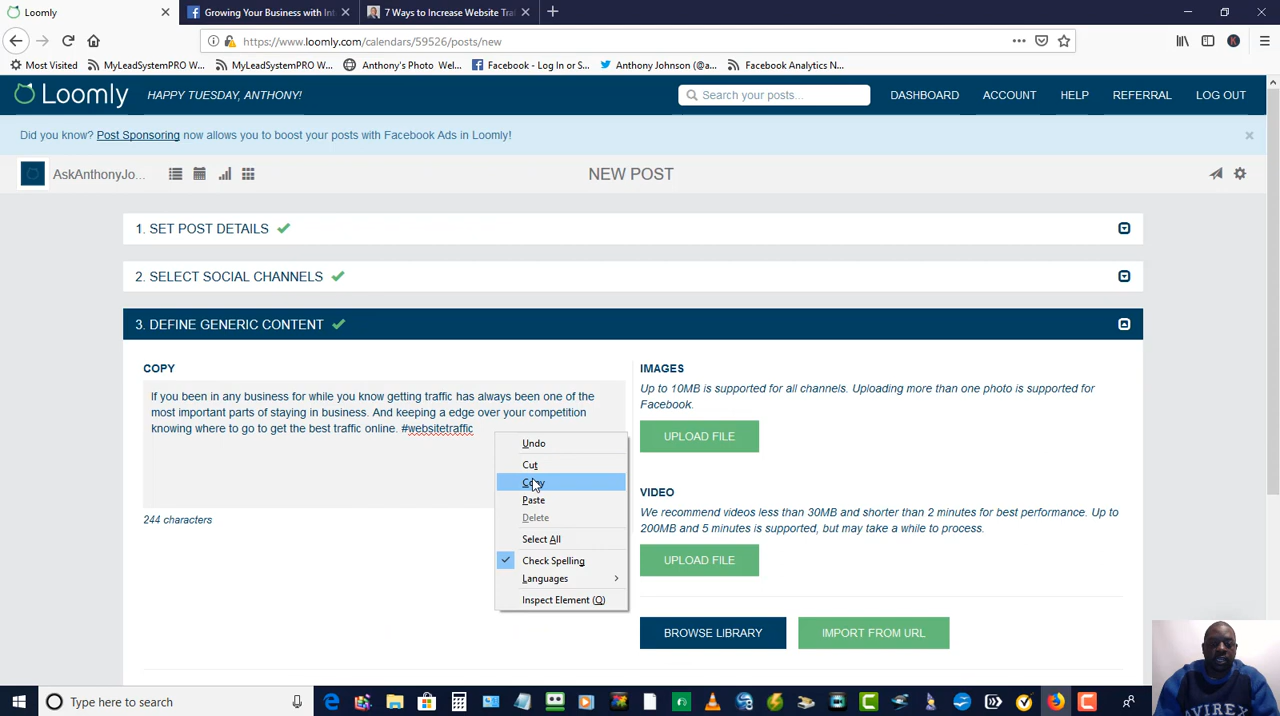 Loomly
Growing Your Business with Int
7 Ways to Increase Website Tra
https://www.loomly.com/calendars/59526/posts/new
Most Visited
MyLeadSystemPRO W...
MyLeadSystemPRO W...
Anthony's Photo Wel...
Facebook - Log In or S...
Anthony Johnson (@a...
Facebook Analytics N...
Loomly
HAPPY TUESDAY, ANTHONY!
Search your posts...
DASHBOARD
ACCOUNT
HELP
REFERRAL
LOG OUT
Did you know? Post Sponsoring now allows you to boost your posts with Facebook Ads in Loomly!
AskAnthonyJo...
NEW POST
1. SET POST DETAILS
2. SELECT SOCIAL CHANNELS
3. DEFINE GENERIC CONTENT
COPY
If you been in any business for while you know getting traffic has always been one of the
most important parts of staying in business. And keeping a edge over your competition
knowing where to go to get the best traffic online. #websitetraffic
244 characters
Undo
Cut
Copy
Paste
Delete
Select All
Check Spelling
Languages
Inspect Element (Q)
IMAGES
Up to 10MB is supported for all channels. Uploading more than one photo is supported for
Facebook.
UPLOAD FILE
VIDEO
We recommend videos less than 30MB and shorter than 2 minutes for best performance. Up to
200MB and 5 minutes is supported, but may take a while to process.
UPLOAD FILE
BROWSE LIBRARY
IMPORT FROM URL
Type here to search
AVIREX